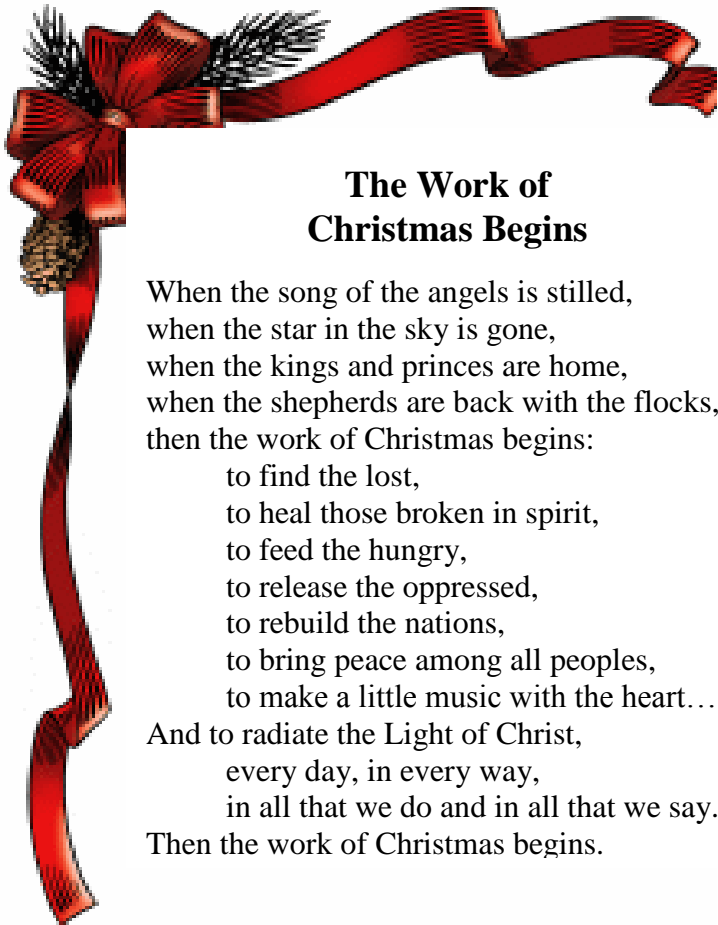 The Work of
Christmas Begins
When the song of the angels is stilled,
when the star in the sky is gone,
when the kings and princes are home,
when the shepherds are back with the flocks,
then the work of Christmas begins:
to find the lost,
to heal those broken in spirit,
to feed the hungry,
to release the oppressed,
to rebuild the nations,
to bring peace among all peoples,
to make a little music with the heart…
And to radiate the Light of Christ,
every day, in every way,
in all that we do and in all that we say.
Then the work of Christmas begins.